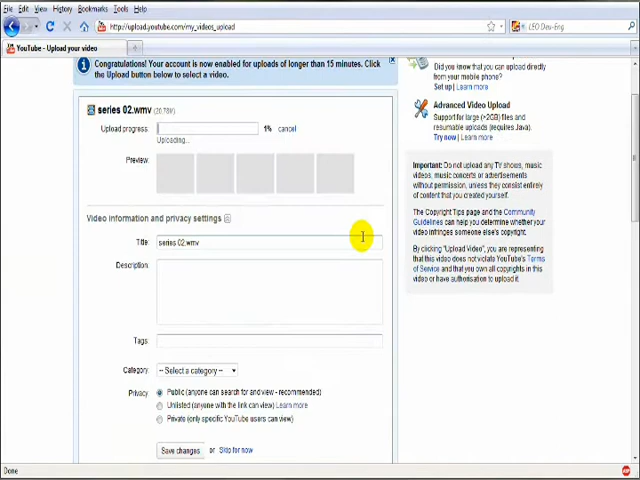 File Edit View History Bookmarks Tools Help
http://upload.youtube.com/my_videos_upload
LEO Deu-Eng
YouTube - Upload your video
Congratulations! Your account is now enabled for uploads of longer than 15 minutes. Click
the Upload button below to select a video.
series 02.wmv
Upload progress: 1% cancel
Uploading...
Preview:
Video information and privacy settings
Title: series 02.wmv
Description:
Tags:
Category: -- Select a category --
Privacy Public (anyone can search for and view - recommended)
Unlisted (anyone with the link can view) Learn more
Private (only specific YouTube users can view)
Save changes or Skip for now
Did you know that you can upload directly
from your mobile phone?
Set up | Learn more
Advanced Video Upload
Support for large (>2GB) files and
resumable uploads (requires Java).
Try now | Learn more
Important: Do not upload any TV shows, music
videos, music concerts or advertisements
without permission, unless they consist entirely
of content that you created yourself.
The Copyright Tips page and the Community
Guidelines can help you determine whether your
video infringes someone else's copyright.
By clicking "Upload Video", you are representing
that this video does not violate YouTube's Terms
of Service and that you own all copyrights in this
video or have authorisation to upload it.
Done